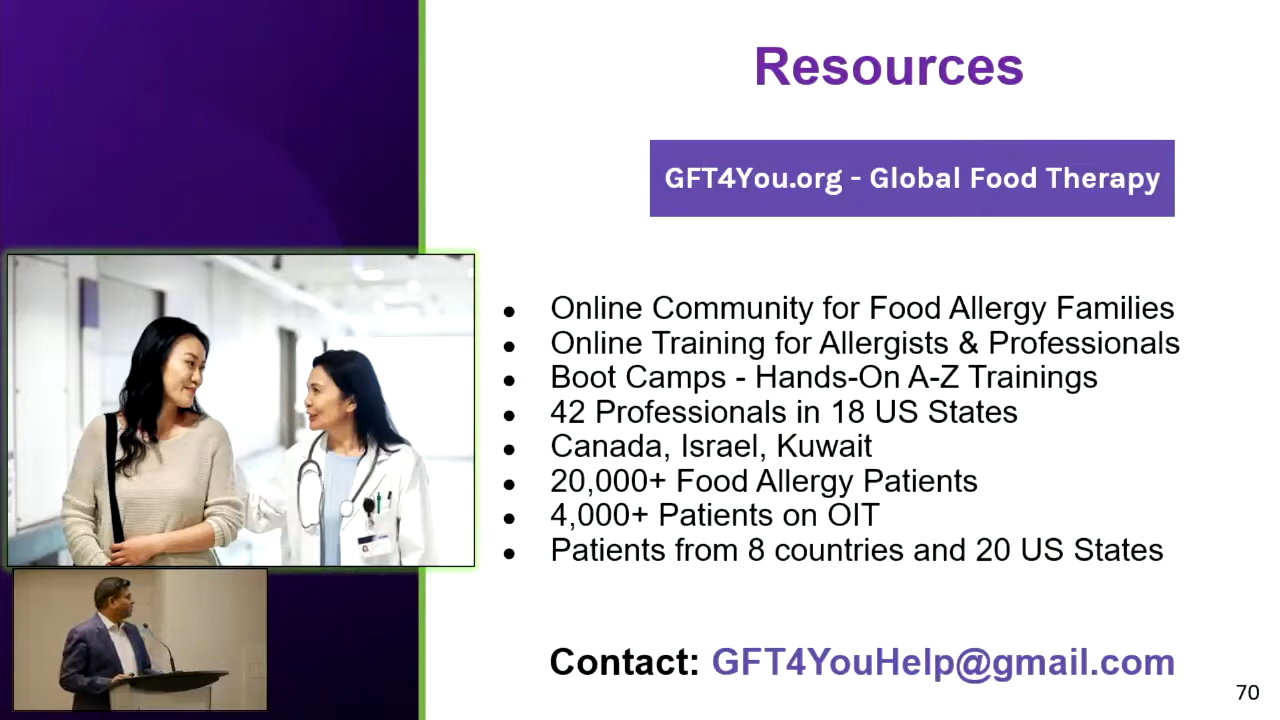 Resources
GFT4You.org - Global Food Therapy
● Online Community for Food Allergy Families
● Online Training for Allergists & Professionals
● Boot Camps - Hands-On A-Z Trainings
● 42 Professionals in 18 US States
● Canada, Israel, Kuwait
● 20,000+ Food Allergy Patients
● 4,000+ Patients on OIT
● Patients from 8 countries and 20 US States
Contact: GFT4YouHelp@gmail.com
70